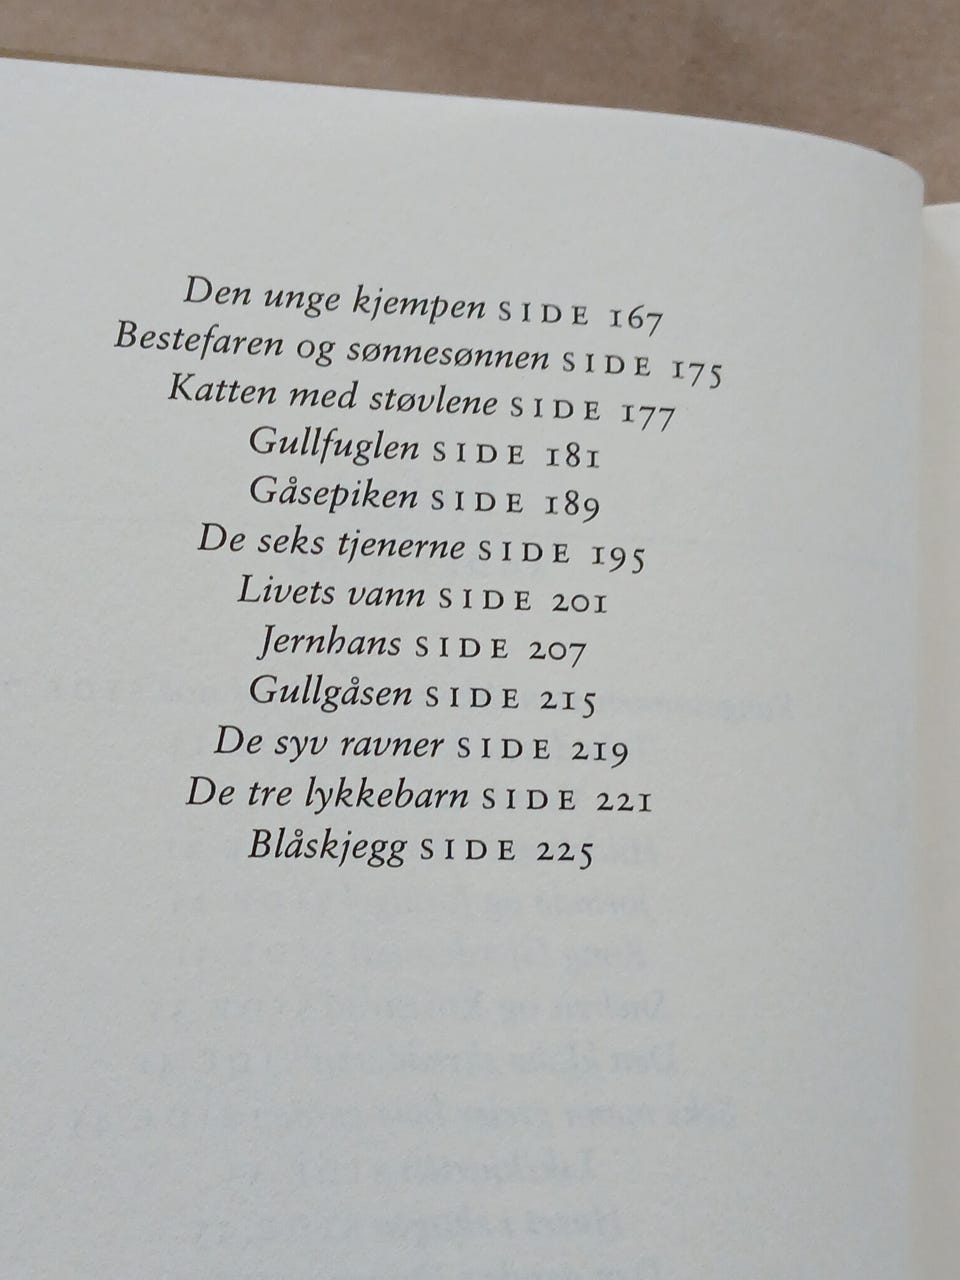 Den unge kjempen SIDE 167
Bestefaren og sønnesønnen SIDE 175
Katten med støvlene SIDE 177
Gullfuglen SIDE 181
Gåsepiken SIDE 189
De seks tjenerne SIDE 195
Livets vann SIDE 201
Jernhans SIDE 207
Gullgåsen SIDE 215
De syv ravner SIDE 219
De tre lykkebarn SIDE 221
Blåskjegg SIDE 225